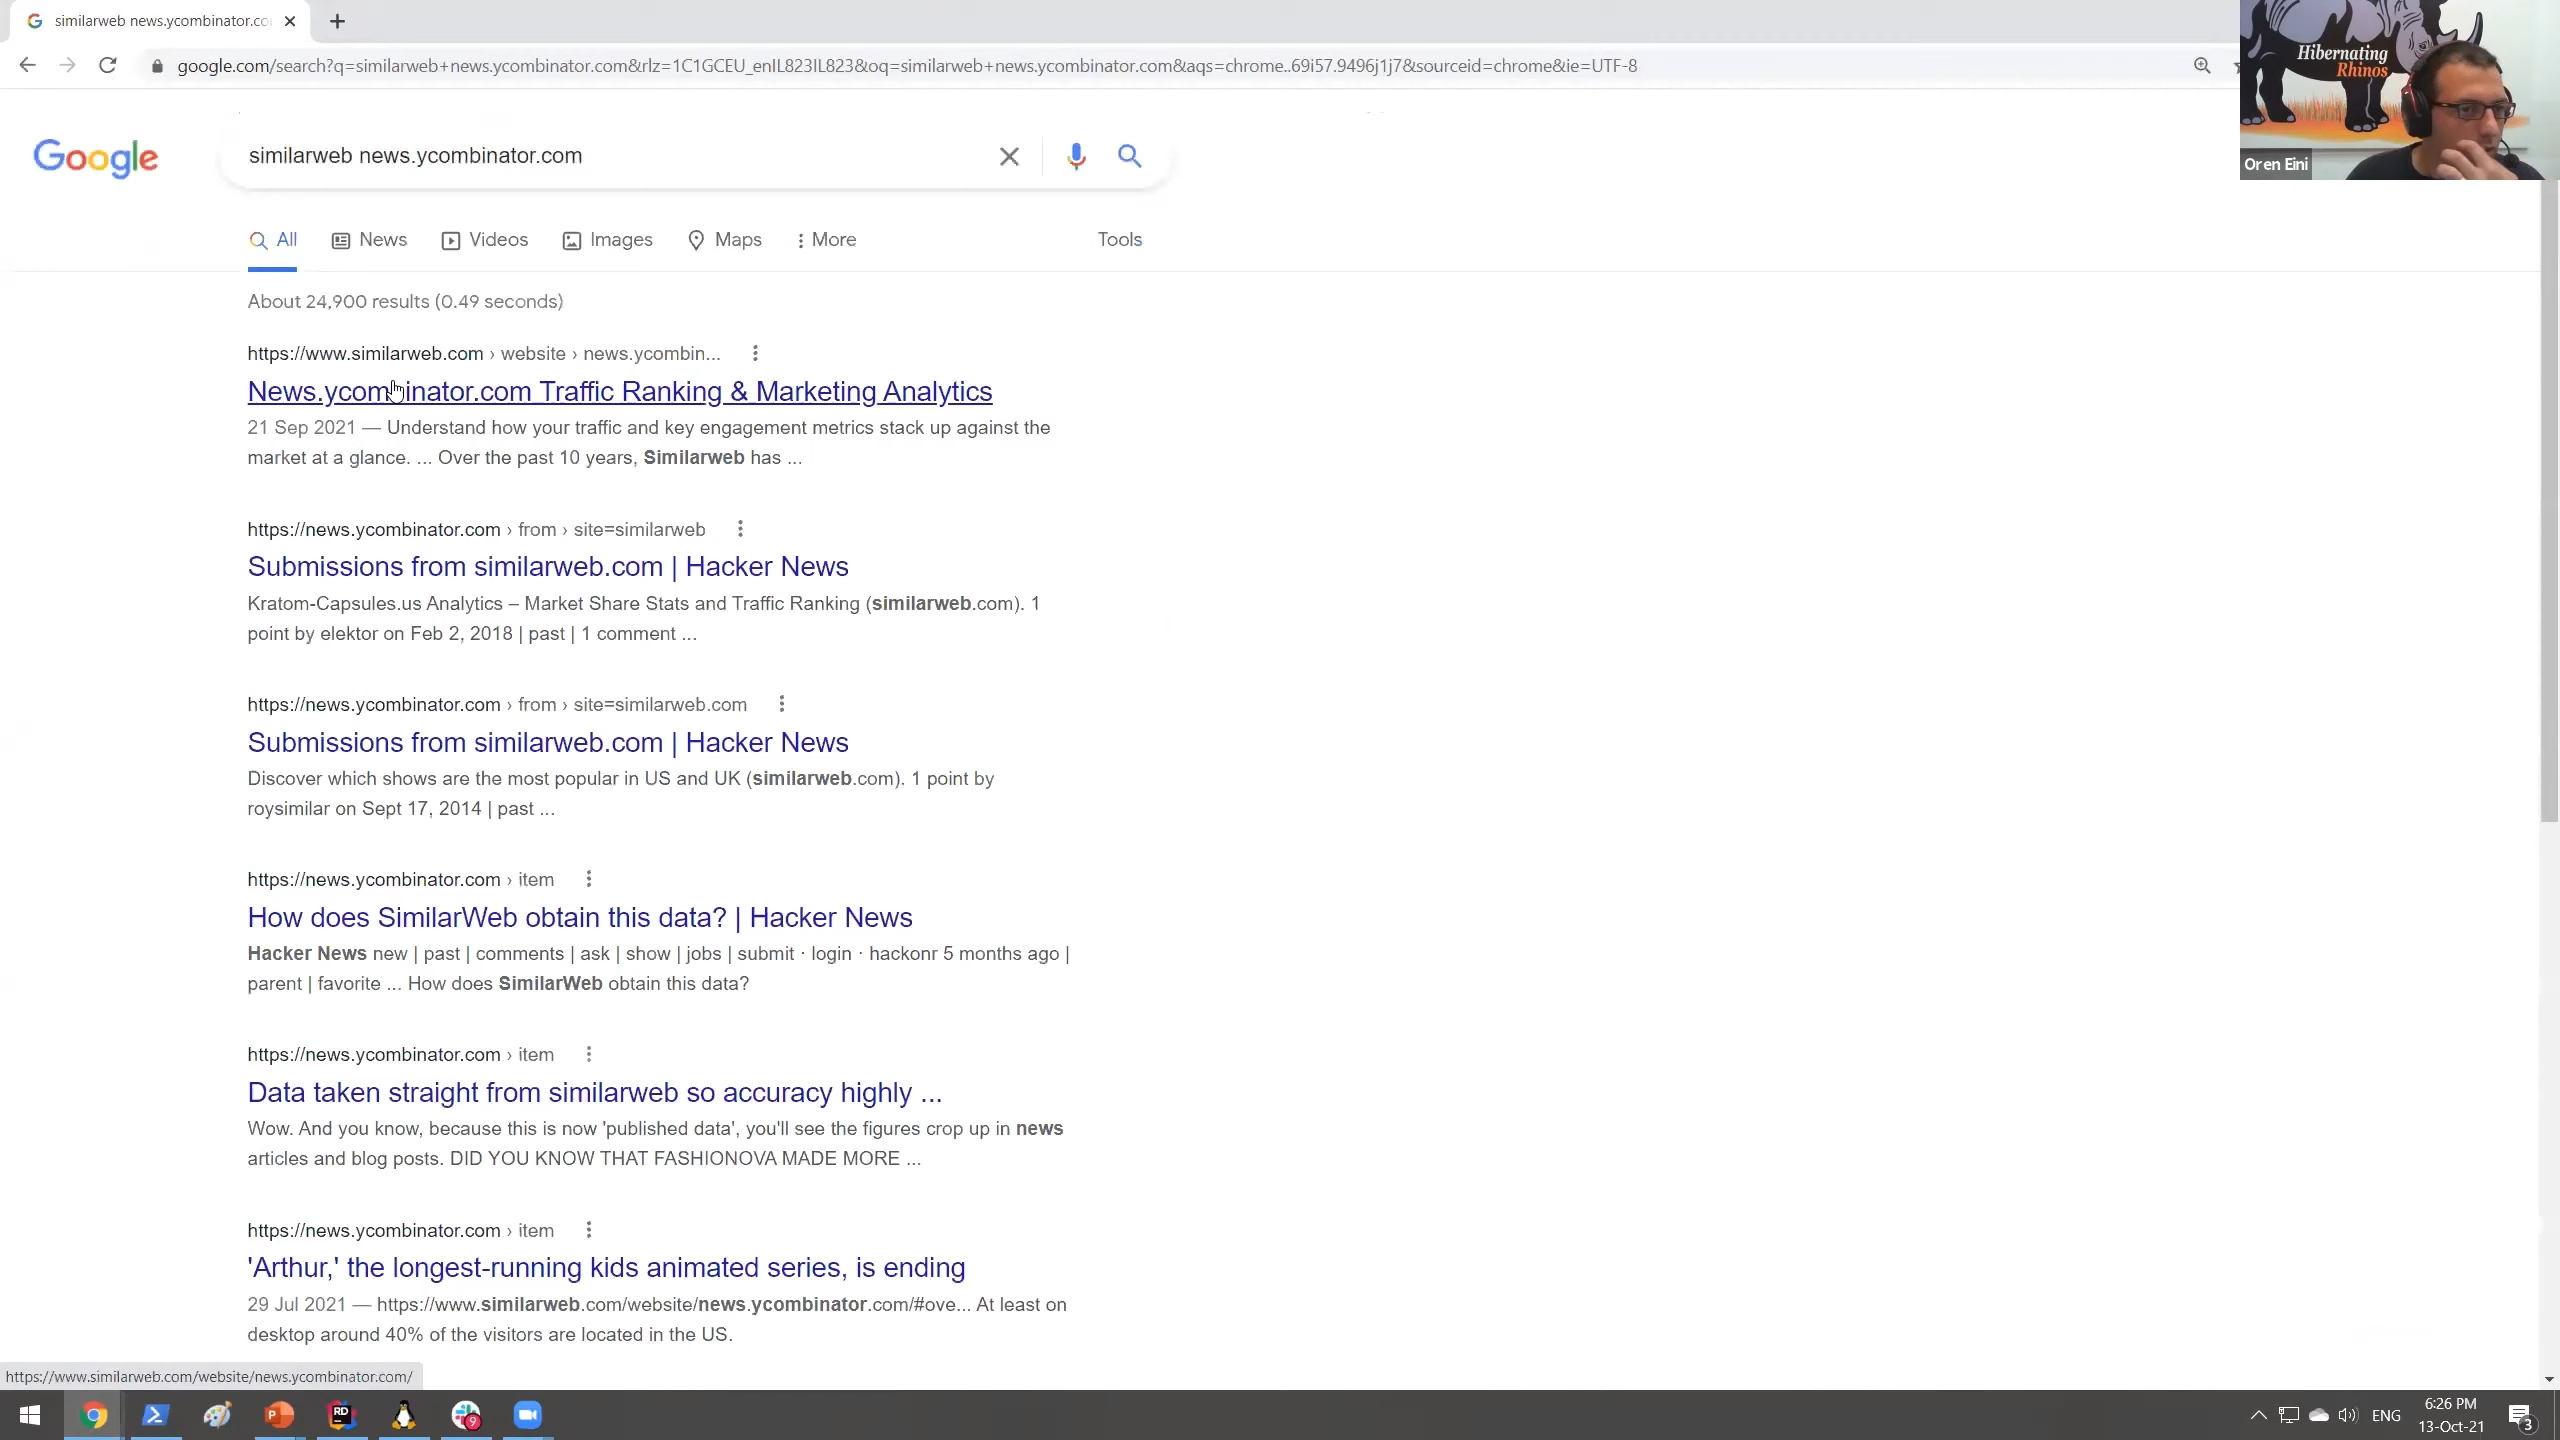 similarweb news.ycombinator.co
google.com/search?q=similarweb+news.ycombinator.com&rlz=1C1GCEU_enIL823IL823&oq=similarweb+news.ycombinator.com&aqs=chrome..69i57.9496j1j7&sourceid=chrome&ie=UTF-8
Hibernating
Rhinos
Oren Eini
Google
similarweb news.ycombinator.com
All
News
Videos
Images
Maps
More
Tools
About 24,900 results (0.49 seconds)
https://www.similarweb.com › website › news.ycombin...
News.ycombinator.com Traffic Ranking & Marketing Analytics
21 Sep 2021 — Understand how your traffic and key engagement metrics stack up against the
market at a glance. ... Over the past 10 years, Similarweb has ...
https://news.ycombinator.com › from › site=similarweb
Submissions from similarweb.com | Hacker News
Kratom-Capsules.us Analytics – Market Share Stats and Traffic Ranking (similarweb.com). 1
point by elektor on Feb 2, 2018 | past | 1 comment ...
https://news.ycombinator.com › from › site=similarweb.com
Submissions from similarweb.com | Hacker News
Discover which shows are the most popular in US and UK (similarweb.com). 1 point by
roysimilar on Sept 17, 2014 | past ...
https://news.ycombinator.com › item
How does SimilarWeb obtain this data? | Hacker News
Hacker News new | past | comments | ask | show | jobs | submit · login · hackonr 5 months ago |
parent | favorite ... How does SimilarWeb obtain this data?
https://news.ycombinator.com › item
Data taken straight from similarweb so accuracy highly ...
Wow. And you know, because this is now 'published data', you'll see the figures crop up in news
articles and blog posts. DID YOU KNOW THAT FASHIONOVA MADE MORE ...
https://news.ycombinator.com › item
'Arthur,' the longest-running kids animated series, is ending
29 Jul 2021 — https://www.similarweb.com/website/news.ycombinator.com/#ove... At least on
desktop around 40% of the visitors are located in the US.
https://www.similarweb.com/website/news.ycombinator.com/
P
RD
9
ENG
6:26 PM
13-Oct-21
3